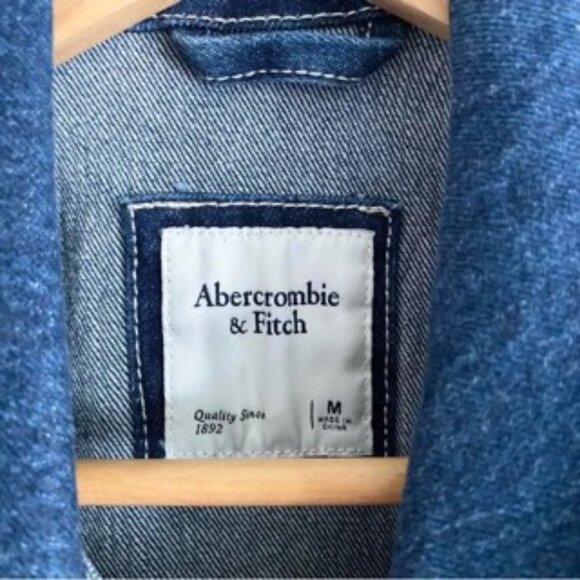 Abercrombie
& Fitch
Quality Since
1892
M
MADE IN
CHINA